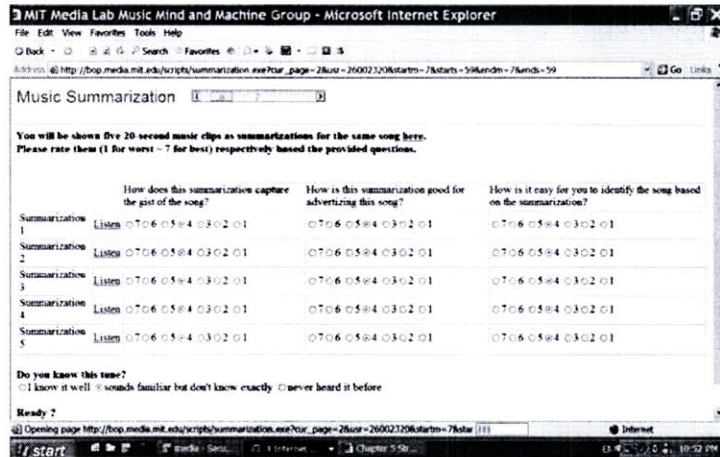 MIT Media Lab Music Mind and Machine Group - Microsoft Internet Explorer
File Edit View Favorites Tools Help
Back Search Favorites
Address http://bop.media.mit.edu/scripts/summarization.exe?cur_page=2&usr=26002320&startm=7&starts=59&endm=7&ends=59 Go Links
Music Summarization
You will be shown five 20-second music clips as summarizations for the same song here.
Please rate them (1 for worst ~ 7 for best) respectively based the provided questions.
How does this summarization capture the gist of the song? How is this summarization good for advertizing this song? How is it easy for you to identify the song based on the summarization?
Summarization 1 Listen 7 6 5 4 3 2 1 7 6 5 4 3 2 1 7 6 5 4 3 2 1
Summarization 2 Listen 7 6 5 4 3 2 1 7 6 5 4 3 2 1 7 6 5 4 3 2 1
Summarization 3 Listen 7 6 5 4 3 2 1 7 6 5 4 3 2 1 7 6 5 4 3 2 1
Summarization 4 Listen 7 6 5 4 3 2 1 7 6 5 4 3 2 1 7 6 5 4 3 2 1
Summarization 5 Listen 7 6 5 4 3 2 1 7 6 5 4 3 2 1 7 6 5 4 3 2 1
Do you know this tune?
I know it well sounds familiar but don't know exactly never heard it before
Ready ?
Opening page http://bop.media.mit.edu/scripts/summarization.exe?cur_page=2&usr=26002320&startm=7&star Internet
start media - Internet Chapter 5 10:52 PM